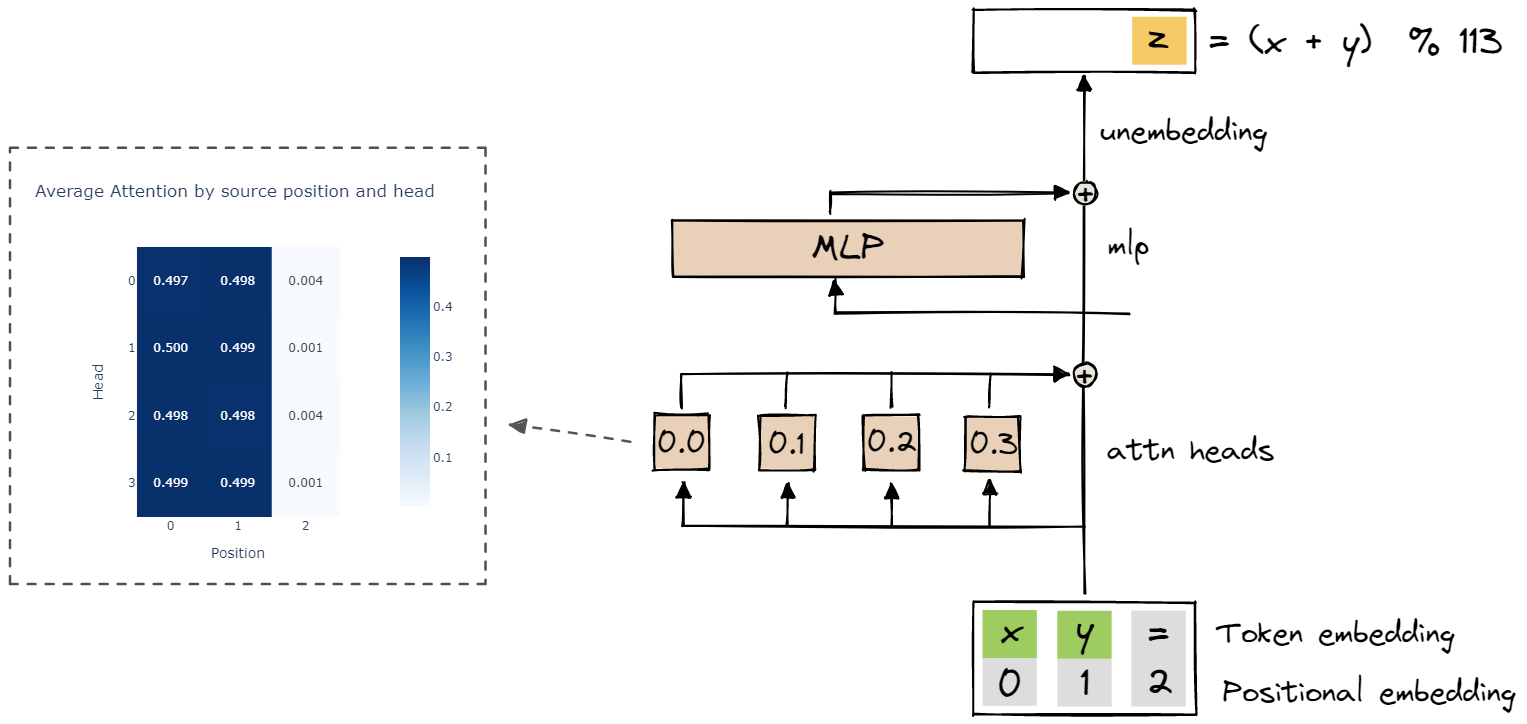 z = (x + y) % 113
unembedding
Average Attention by source position and head
MLP
mlp
0 0.497 0.498 0.004
1 0.500 0.499 0.001
2 0.498 0.498 0.004
3 0.499 0.499 0.001
0 1 2
Head
Position
0.4
0.3
0.2
0.1
0.0 0.1 0.2 0.3
attn heads
x y = Token embedding
0 1 2 Positional embedding